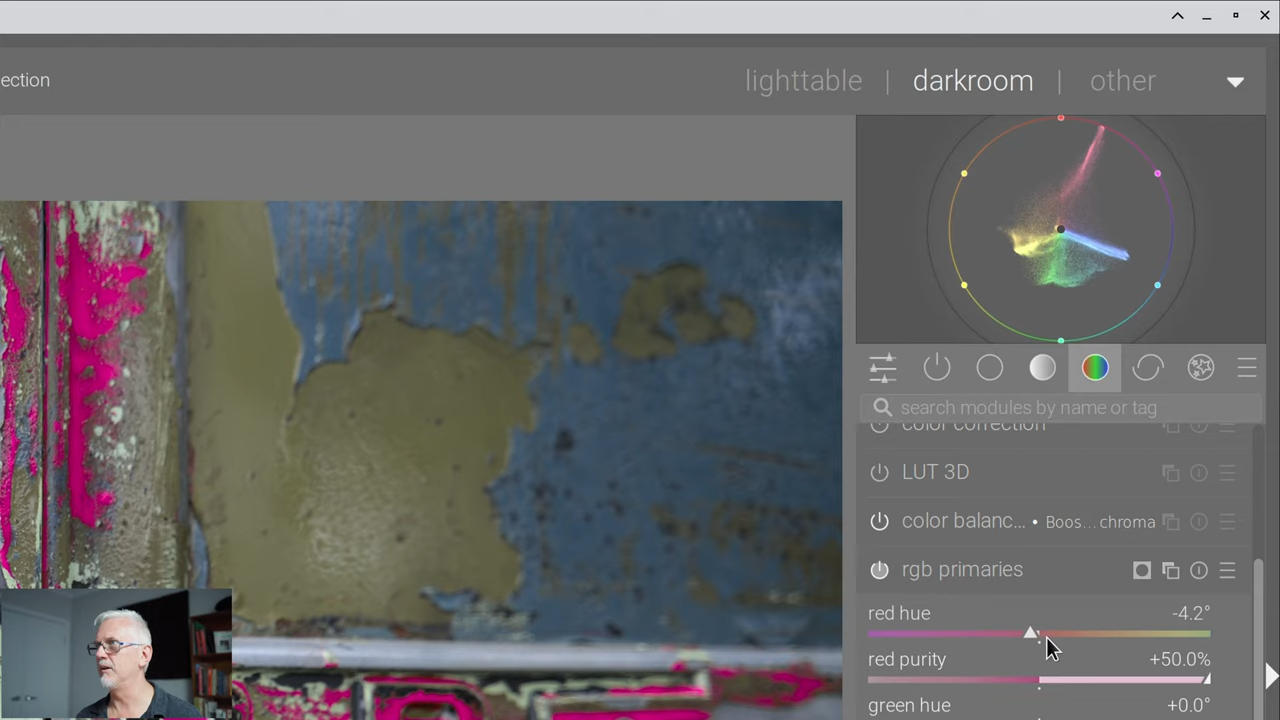 ection
lighttable | darkroom | other
search modules by name or tag
color correction
LUT 3D
color balanc... • Boos...chroma
rgb primaries
red hue -4.2°
red purity +50.0%
green hue +0.0°